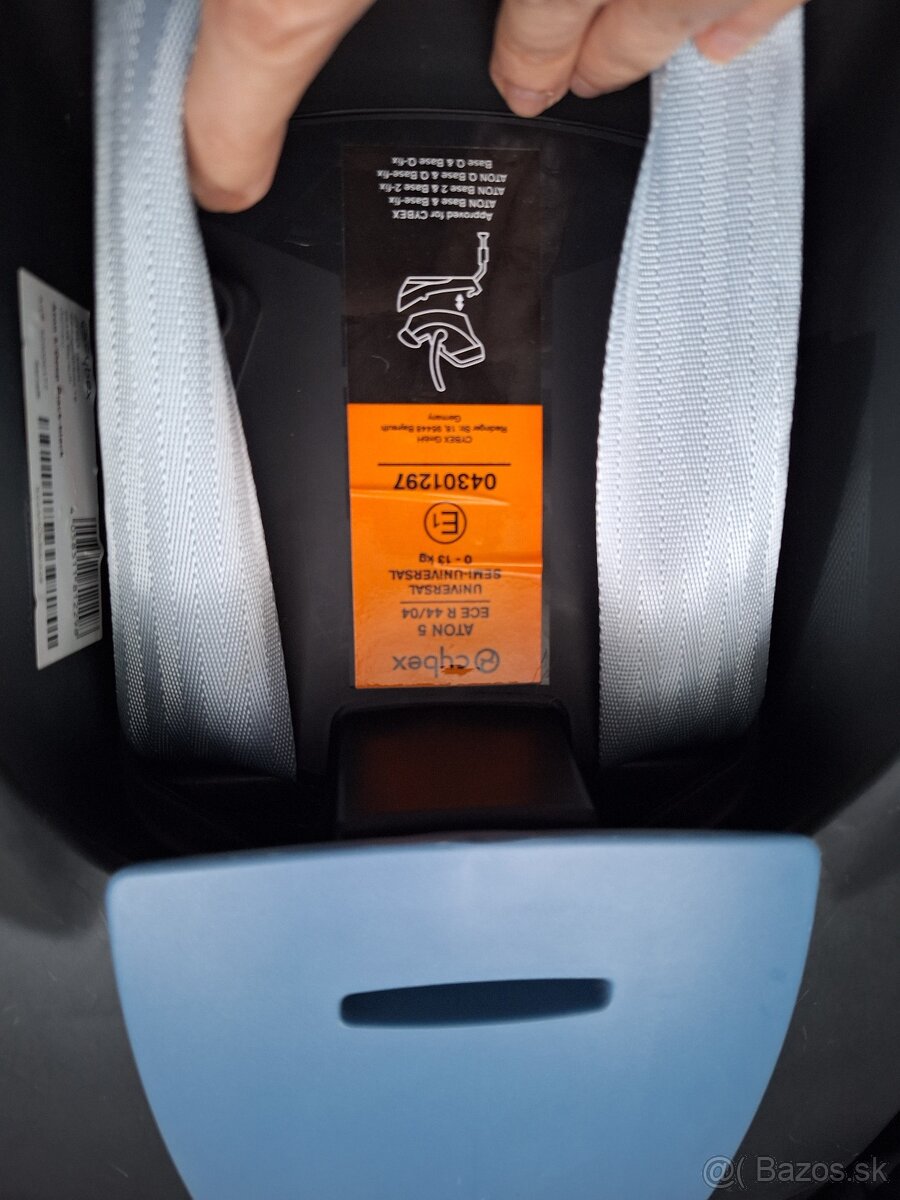 cybex
ATON 5
ECE R 44/04
UNIVERSAL
SEMI-UNIVERSAL
0 - 13 kg
E1
04301297
CYBEX GmbH
Riedinger Str. 18, 95448 Bayreuth
Germany
Approved for CYBEX
ATON Base & Base-fix
ATON Base 2 & Base 2-fix
ATON Q Base & Q Base-fix
Base Q & Base Q-fix
@( Bazos.sk